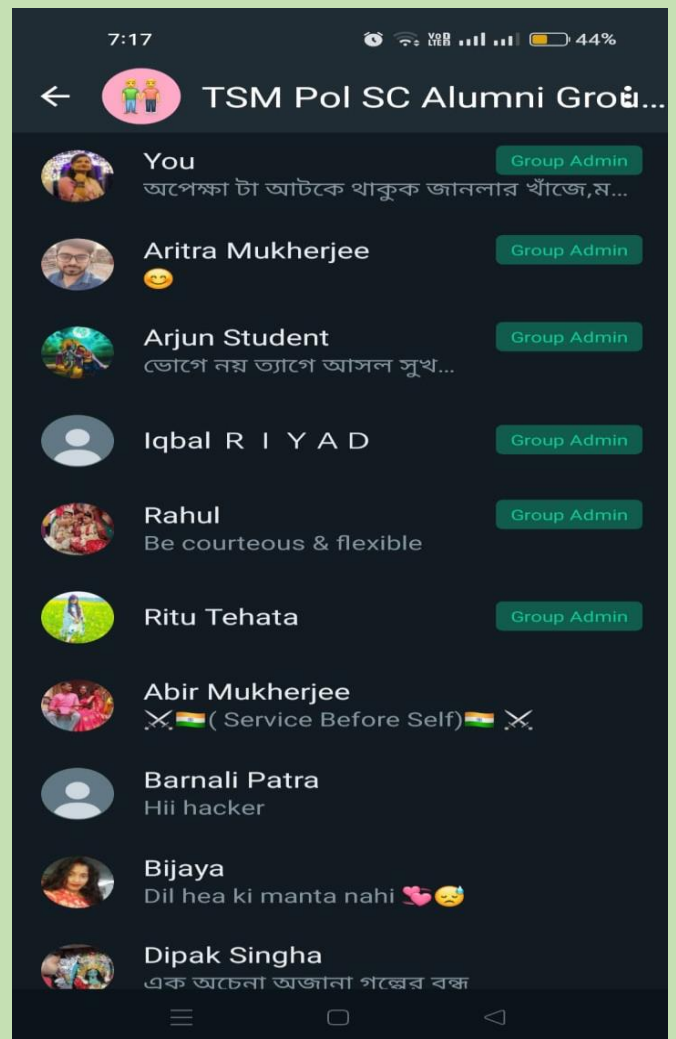 7:17 VoD LTED 44%
TSM Pol SC Alumni Grou...
You Group Admin
অপেক্ষা টা আটকে থাকুক জানলার খাঁজে,ম...
Aritra Mukherjee Group Admin
😊
Arjun Student Group Admin
ভোগে নয় ত্যাগে আসল সুখ...
Iqbal R I Y A D Group Admin
Rahul Group Admin
Be courteous & flexible
Ritu Tehata Group Admin
Abir Mukherjee
⚔️🇮🇳( Service Before Self)🇮🇳 ⚔️
Barnali Patra
Hii hacker
Bijaya
Dil hea ki manta nahi 💞😓
Dipak Singha
এক অচেনা অজানা গল্পের বন্ধ